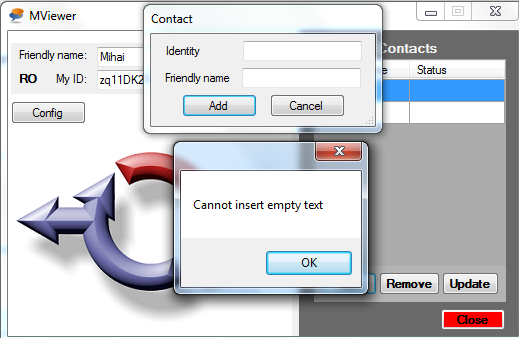 MViewer
Contact
Friendly name: Mihai
Identity
Contacts
RO My ID: zq11DK2
Friendly name
Status
Config
Add
Cancel
Cannot insert empty text
OK
Remove
Update
Close